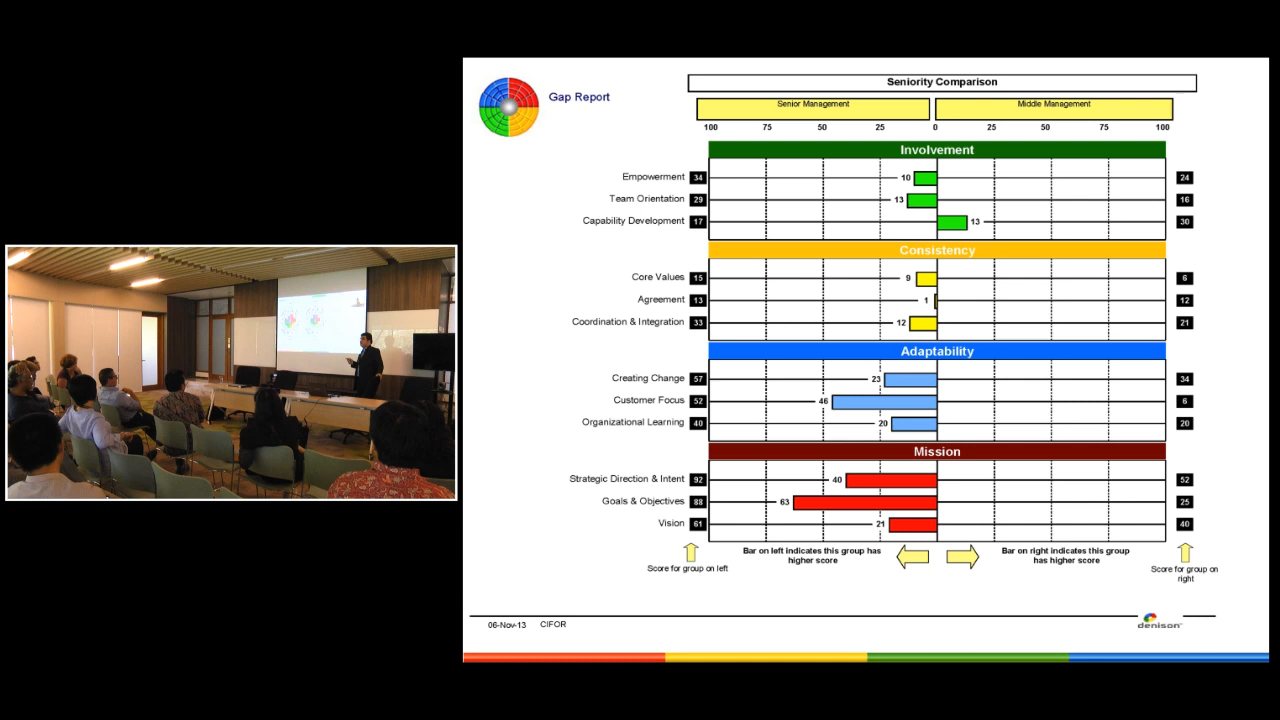 Seniority Comparison
Gap Report
Senior Management Middle Management
100 75 50 25 0 25 50 75 100
Involvement
Empowerment 34 10 24
Team Orientation 29 13 16
Capability Development 17 13 30
Consistency
Core Values 15 9 6
Agreement 13 1 12
Coordination & Integration 33 12 21
Adaptability
Creating Change 57 23 34
Customer Focus 52 46 6
Organizational Learning 40 20 20
Mission
Strategic Direction & Intent 92 40 52
Goals & Objectives 88 63 25
Vision 61 21 40
Bar on left indicates this group has
higher score
Bar on right indicates this group
has higher score
Score for group on left
Score for group on
right
06-Nov-13 CIFOR
denison